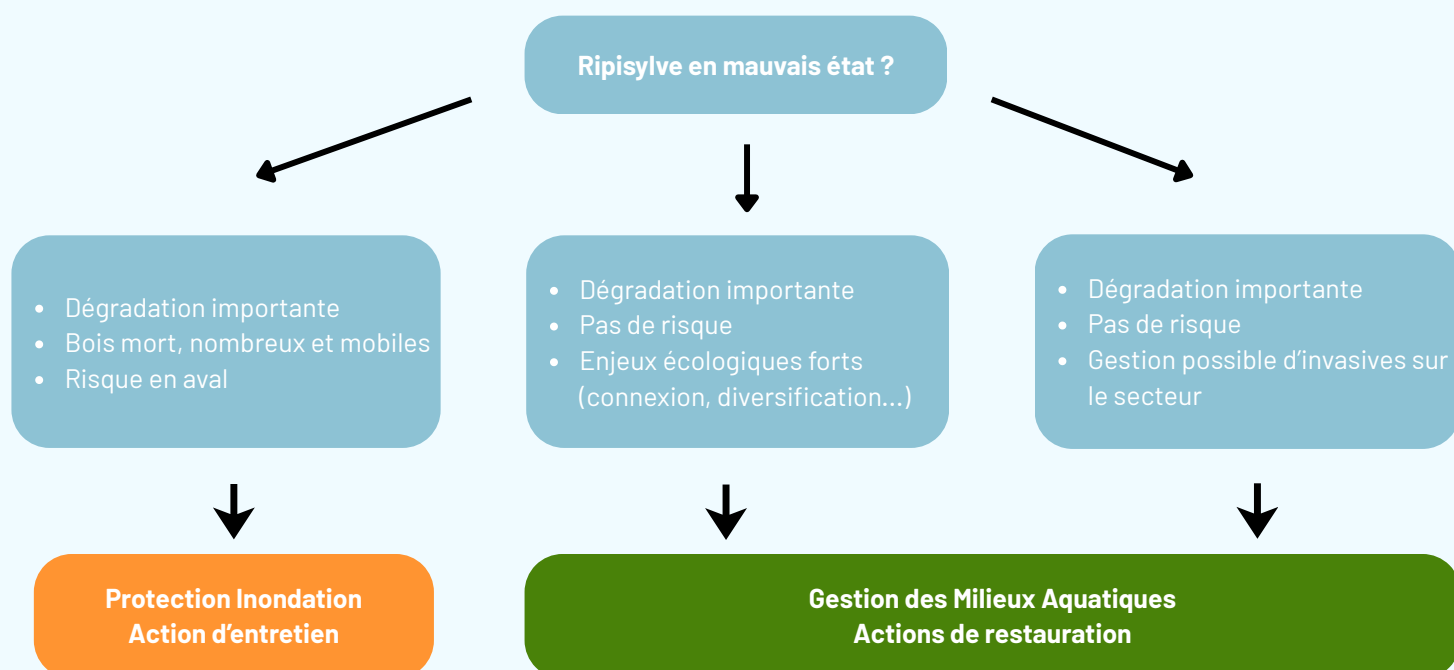 Ripisylve en mauvais état ?
• Dégradation importante
• Bois mort, nombreux et mobiles
• Risque en aval
• Dégradation importante
• Pas de risque
• Enjeux écologiques forts
(connexion, diversification...)
• Dégradation importante
• Pas de risque
• Gestion possible d'invasives sur
le secteur
Protection Inondation
Action d'entretien
Gestion des Milieux Aquatiques
Actions de restauration